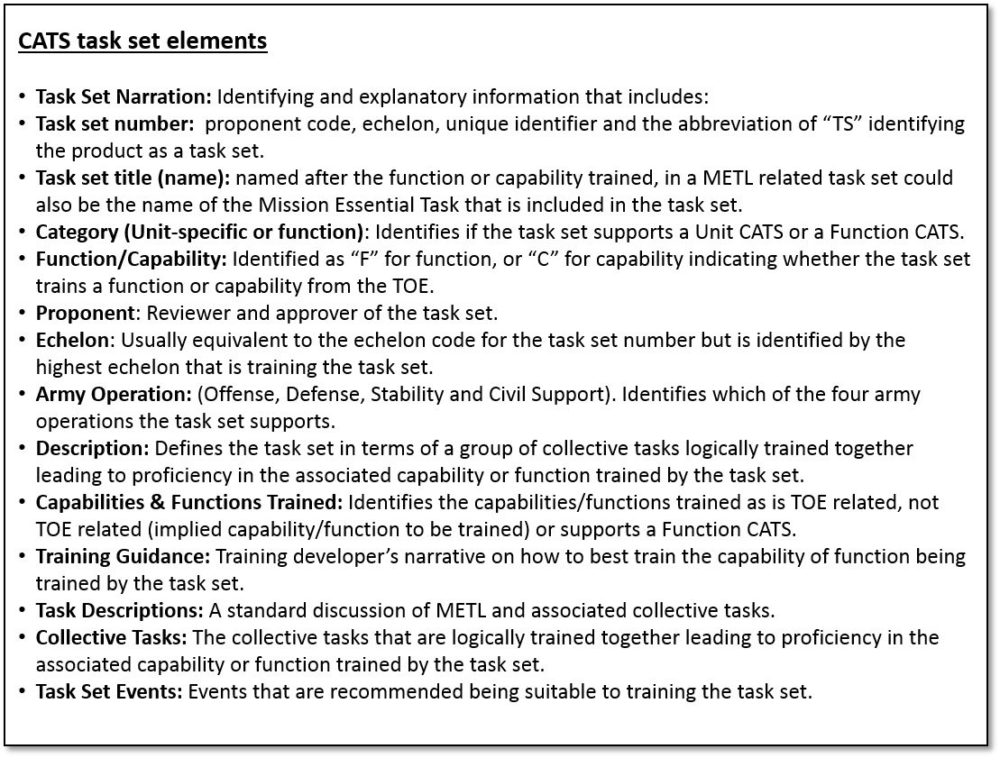 CATS task set elements
• Task Set Narration: Identifying and explanatory information that includes:
• Task set number:  proponent code, echelon, unique identifier and the abbreviation of “TS” identifying
the product as a task set.
• Task set title (name): named after the function or capability trained, in a METL related task set could
also be the name of the Mission Essential Task that is included in the task set.
• Category (Unit-specific or function): Identifies if the task set supports a Unit CATS or a Function CATS.
• Function/Capability: Identified as “F” for function, or “C” for capability indicating whether the task set
trains a function or capability from the TOE.
• Proponent: Reviewer and approver of the task set.
• Echelon: Usually equivalent to the echelon code for the task set number but is identified by the
highest echelon that is training the task set.
• Army Operation: (Offense, Defense, Stability and Civil Support). Identifies which of the four army
operations the task set supports.
• Description: Defines the task set in terms of a group of collective tasks logically trained together
leading to proficiency in the associated capability or function trained by the task set.
• Capabilities & Functions Trained: Identifies the capabilities/functions trained as is TOE related, not
TOE related (implied capability/function to be trained) or supports a Function CATS.
• Training Guidance: Training developer’s narrative on how to best train the capability of function being
trained by the task set.
• Task Descriptions: A standard discussion of METL and associated collective tasks.
• Collective Tasks: The collective tasks that are logically trained together leading to proficiency in the
associated capability or function trained by the task set.
• Task Set Events: Events that are recommended being suitable to training the task set.